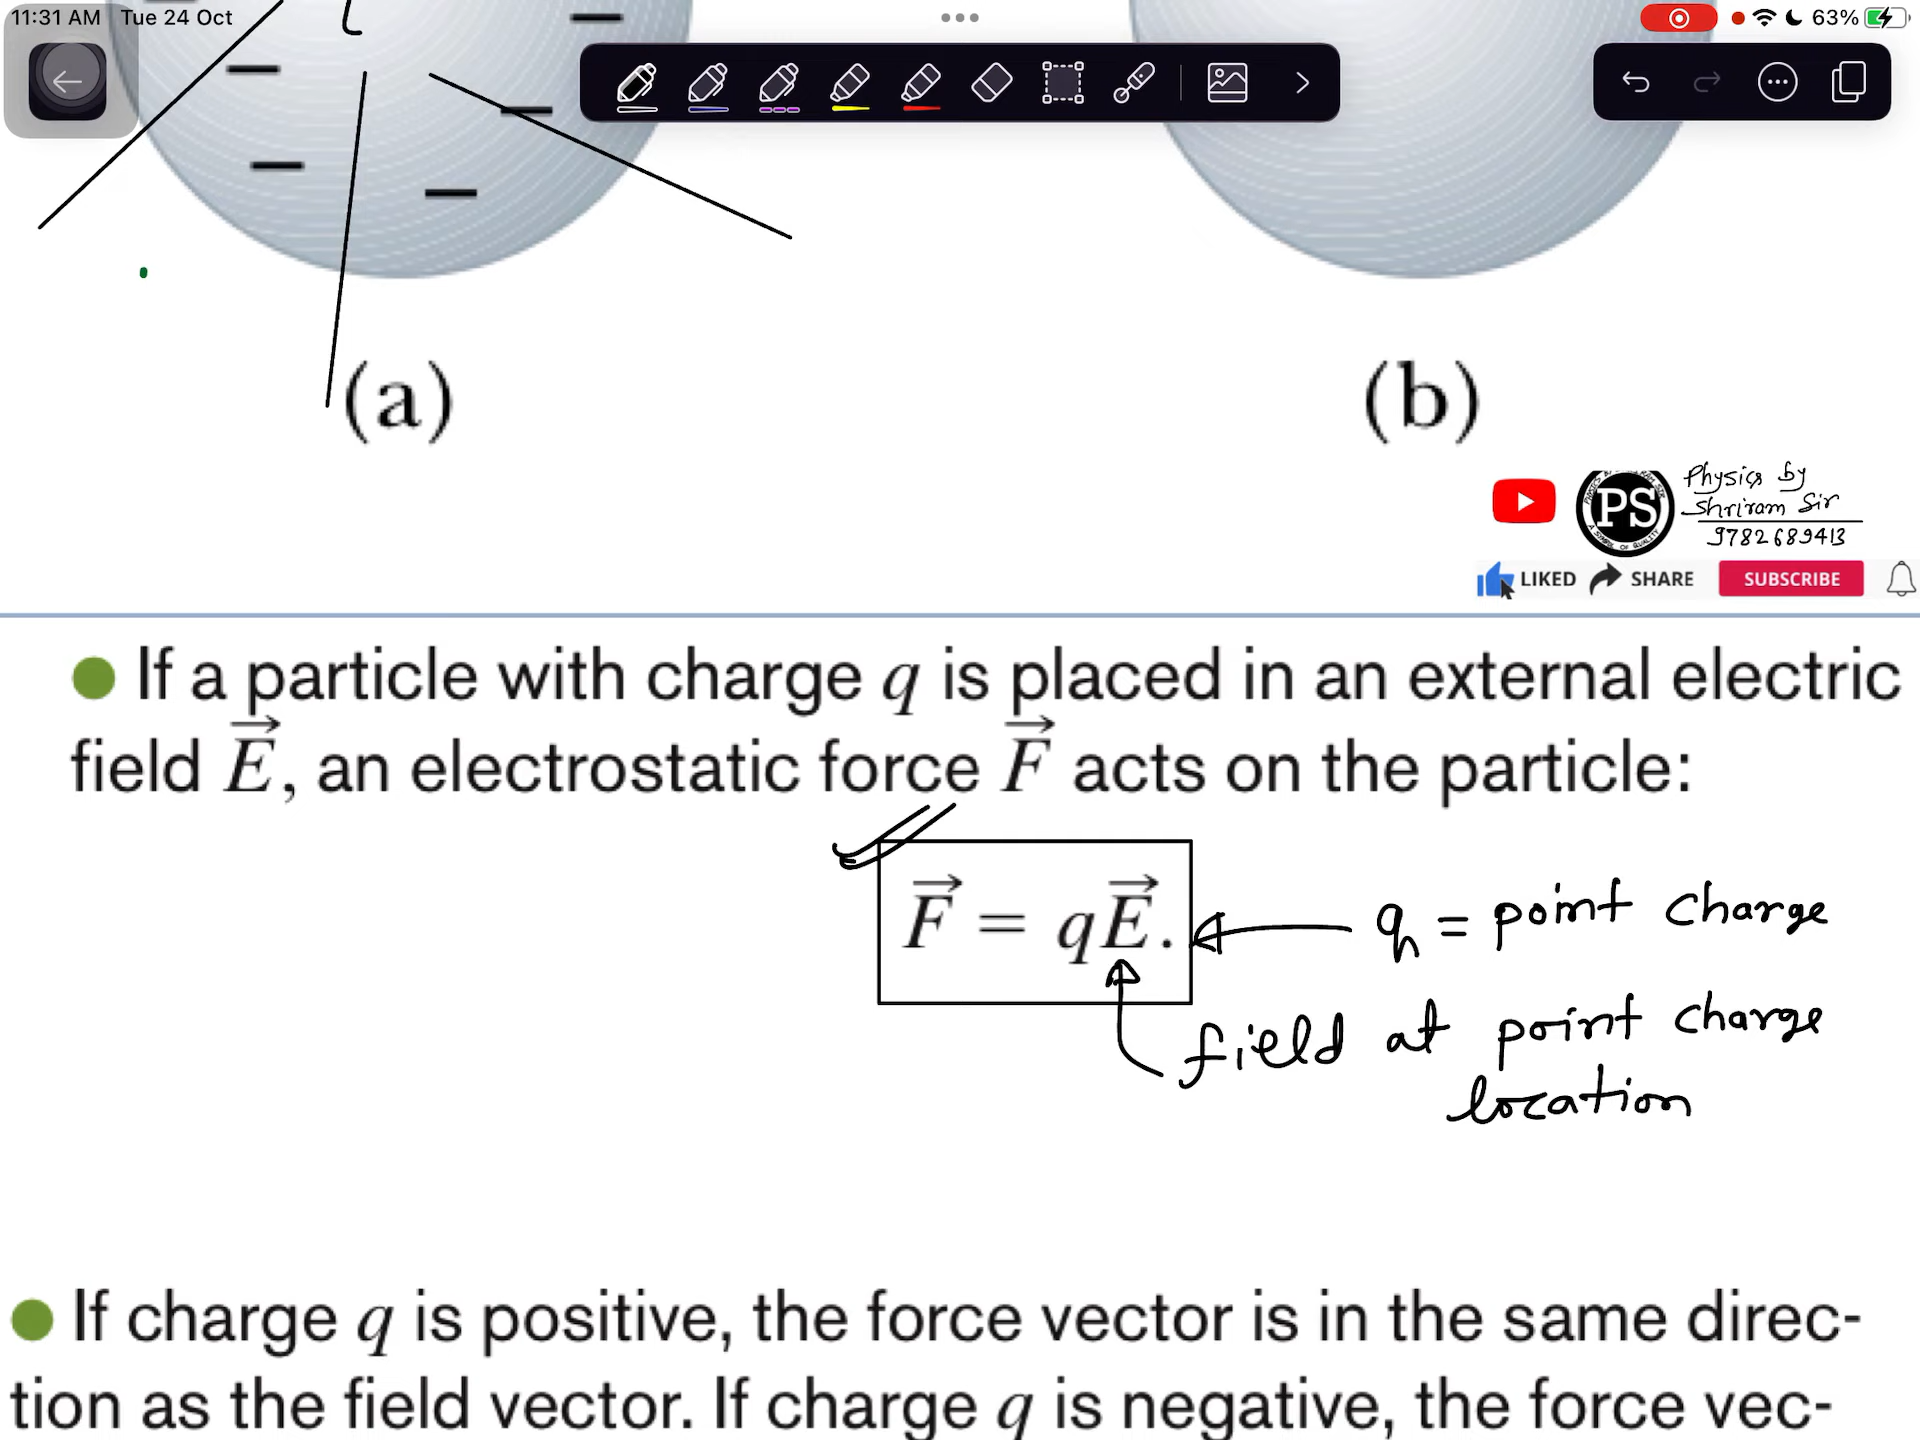 11:31 AM Tue 24 Oct
63%
(a)
(b)
PS
Physics by
Shriram Sir
9782689413
LIKED SHARE SUBSCRIBE
If a particle with charge q is placed in an external electric
field E⃗, an electrostatic force F⃗ acts on the particle:
F⃗ = qE⃗.
q = point charge
field at point charge
location
If charge q is positive, the force vector is in the same direc-
tion as the field vector. If charge q is negative, the force vec-